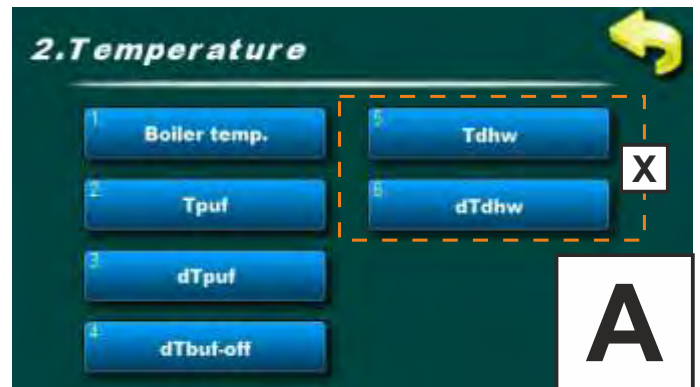 2.Temperature
1 Boiler temp.
2 Tpuf
3 dTpuf
4 dTbuf-off
5 Tdhw
6 dTdhw
X
A